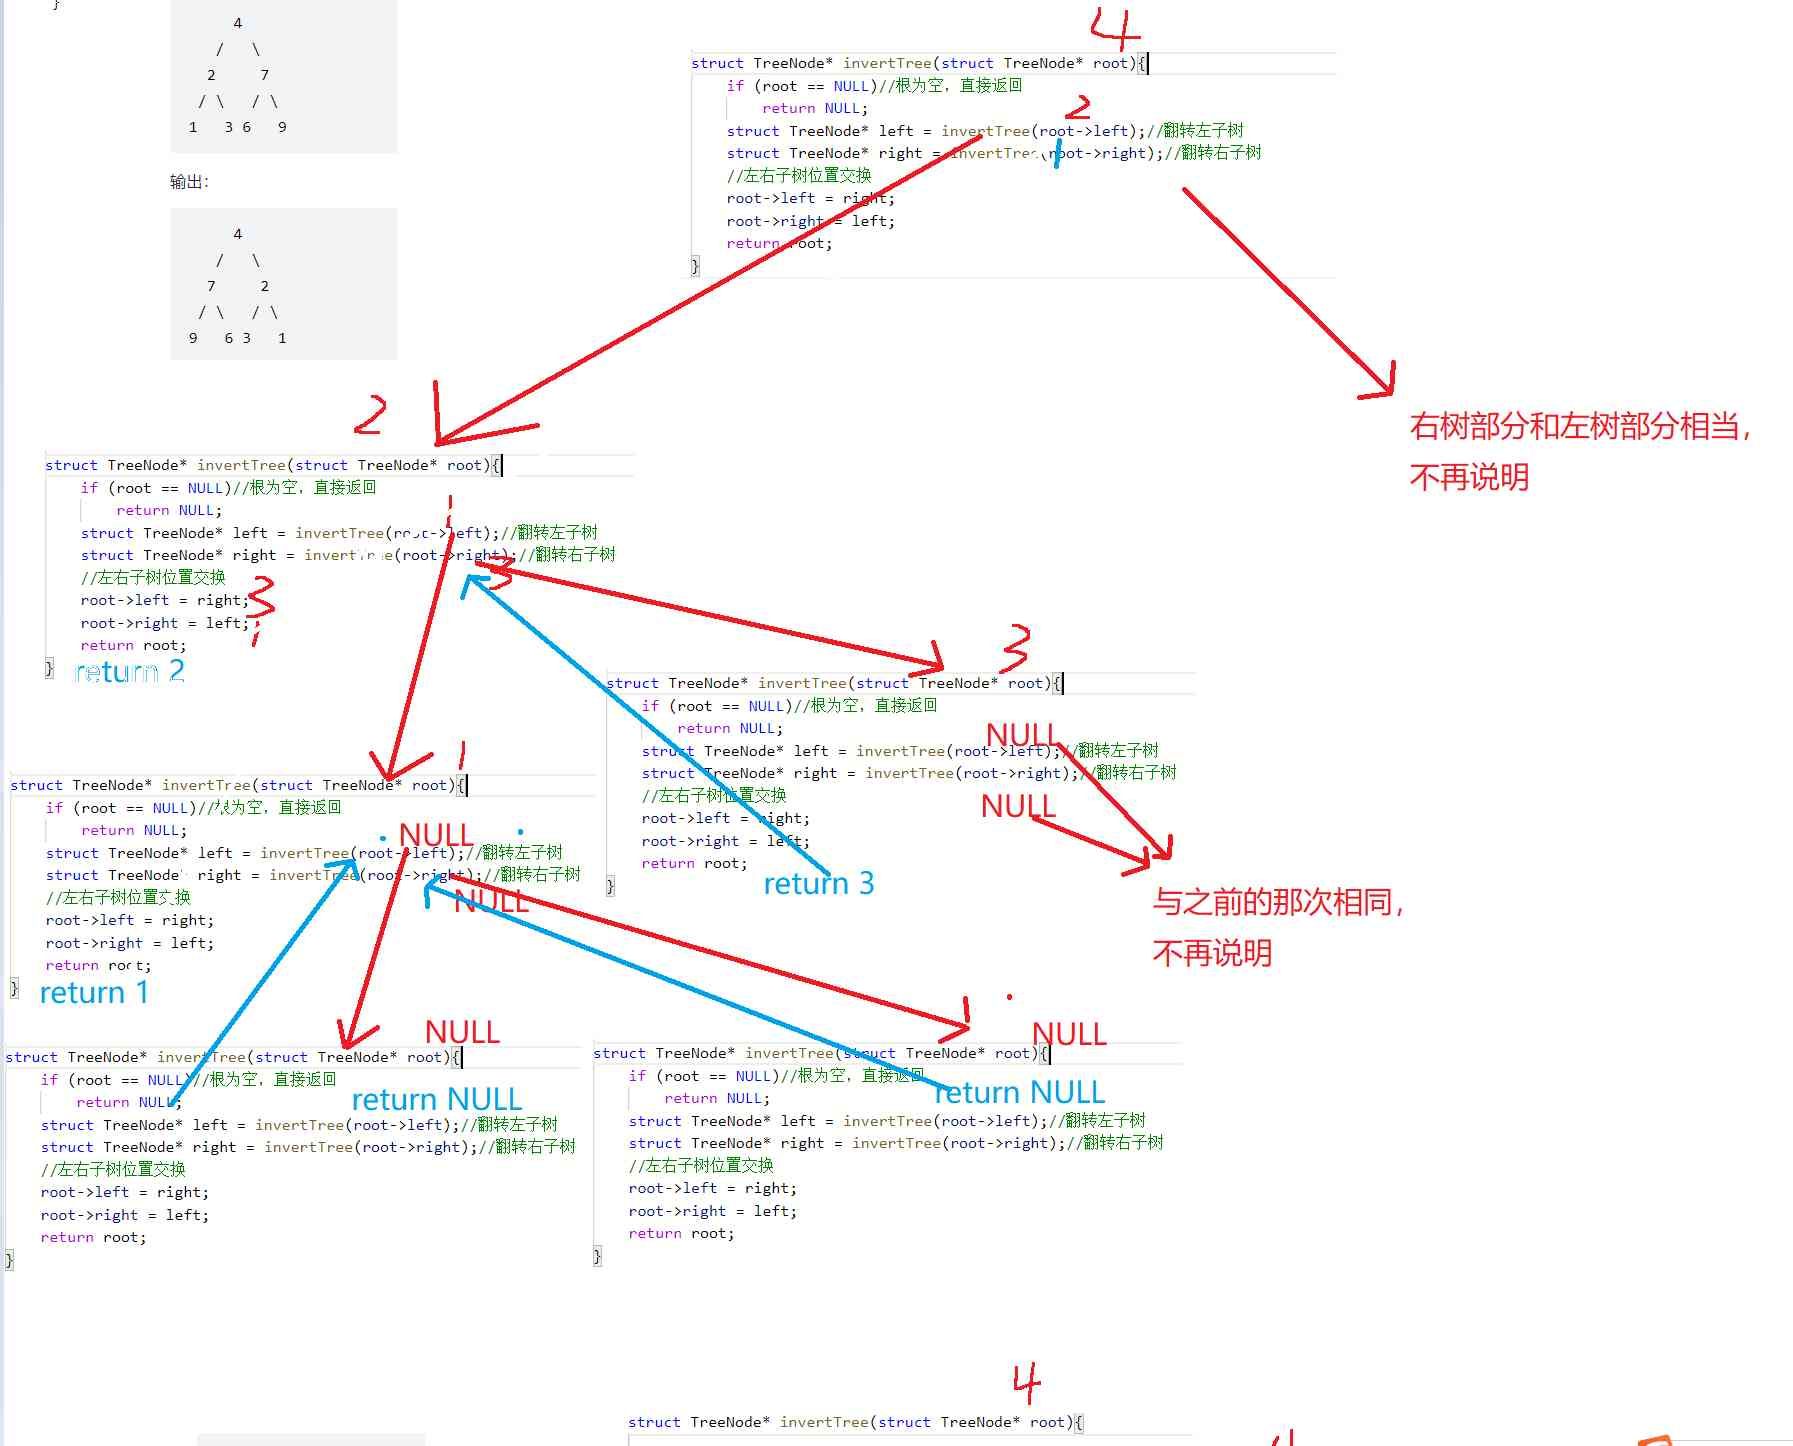 }
4
/ \
2 7
/ \ / \
1 3 6 9
输出：
4
/ \
7 2
/ \ / \
9 6 3 1
4
struct TreeNode* invertTree(struct TreeNode* root){
if (root == NULL)//根为空，直接返回
return NULL;
2
struct TreeNode* left = invertTree(root->left);//翻转左子树
struct TreeNode* right = invertTree(root->right);//翻转右子树
//左右子树位置交换
root->left = right;
root->right = left;
return root;
}
右树部分和左树部分相当，
不再说明
2
struct TreeNode* invertTree(struct TreeNode* root){
if (root == NULL)//根为空，直接返回
return NULL;
1
struct TreeNode* left = invertTree(root->left);//翻转左子树
struct TreeNode* right = invertTree(root->right);//翻转右子树
3
//左右子树位置交换
root->left = right; 3
root->right = left; 1
return root;
}
return 2
3
struct TreeNode* invertTree(struct TreeNode* root){
if (root == NULL)//根为空，直接返回
return NULL;
NULL
struct TreeNode* left = invertTree(root->left);//翻转左子树
struct TreeNode* right = invertTree(root->right);//翻转右子树
//左右子树位置交换
NULL
root->left = right;
root->right = left;
return root;
}
return 3
与之前的那次相同，
不再说明
1
struct TreeNode* invertTree(struct TreeNode* root){
if (root == NULL)//根为空，直接返回
return NULL;
NULL
struct TreeNode* left = invertTree(root->left);//翻转左子树
struct TreeNode* right = invertTree(root->right);//翻转右子树
//左右子树位置交换
NULL
root->left = right;
root->right = left;
return root;
}
return 1
NULL
struct TreeNode* invertTree(struct TreeNode* root){
if (root == NULL)//根为空，直接返回
return NULL;
return NULL
struct TreeNode* left = invertTree(root->left);//翻转左子树
struct TreeNode* right = invertTree(root->right);//翻转右子树
//左右子树位置交换
root->left = right;
root->right = left;
return root;
}
NULL
struct TreeNode* invertTree(struct TreeNode* root){
if (root == NULL)//根为空，直接返回
return NULL;
return NULL
struct TreeNode* left = invertTree(root->left);//翻转左子树
struct TreeNode* right = invertTree(root->right);//翻转右子树
//左右子树位置交换
root->left = right;
root->right = left;
return root;
}
4
struct TreeNode* invertTree(struct TreeNode* root){